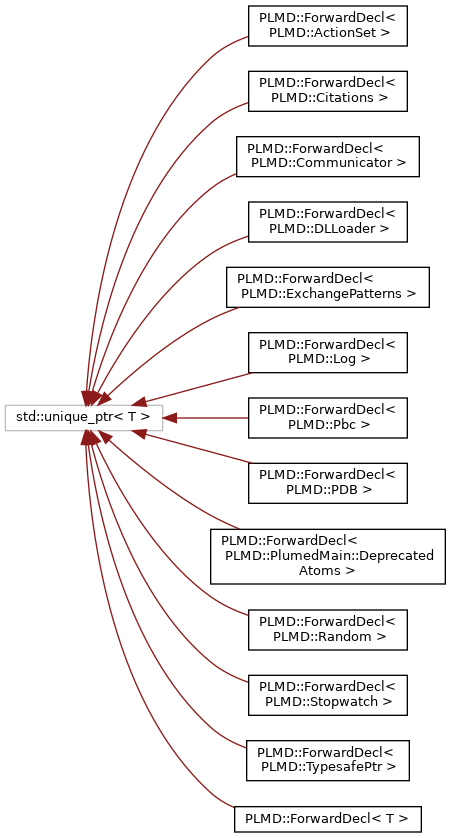 PLMD::ForwardDecl<
PLMD::ActionSet >
PLMD::ForwardDecl<
PLMD::Citations >
PLMD::ForwardDecl<
PLMD::Communicator >
PLMD::ForwardDecl<
PLMD::DLLoader >
PLMD::ForwardDecl<
PLMD::ExchangePatterns >
PLMD::ForwardDecl<
PLMD::Log >
std::unique_ptr< T >
PLMD::ForwardDecl<
PLMD::Pbc >
PLMD::ForwardDecl<
PLMD::PDB >
PLMD::ForwardDecl<
PLMD::PlumedMain::Deprecated
Atoms >
PLMD::ForwardDecl<
PLMD::Random >
PLMD::ForwardDecl<
PLMD::Stopwatch >
PLMD::ForwardDecl<
PLMD::TypesafePtr >
PLMD::ForwardDecl< T >